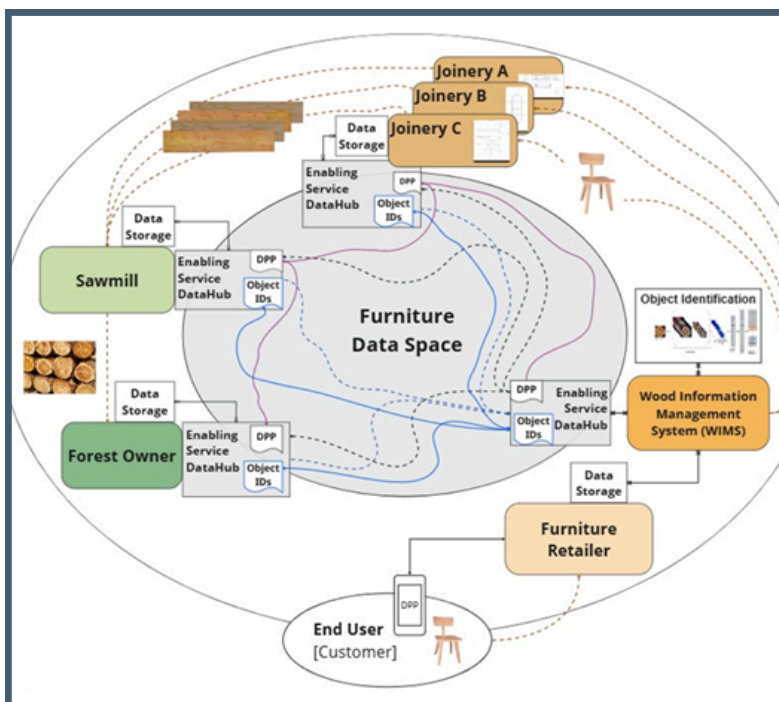 Joinery A
Joinery B
Joinery C
Data
Storage
Enabling
Service
DataHub
DPP
Object
IDs
Data
Storage
Sawmill
Enabling
Service
DataHub
DPP
Object
IDs
Furniture
Data Space
Object Identification
Data
Storage
Forest Owner
Enabling
Service
DataHub
DPP
Object
IDs
DPP
Object
IDs
Enabling
Service
DataHub
Wood Information
Management
System (WIMS)
Data
Storage
Furniture
Retailer
DPP
End User
[Customer]